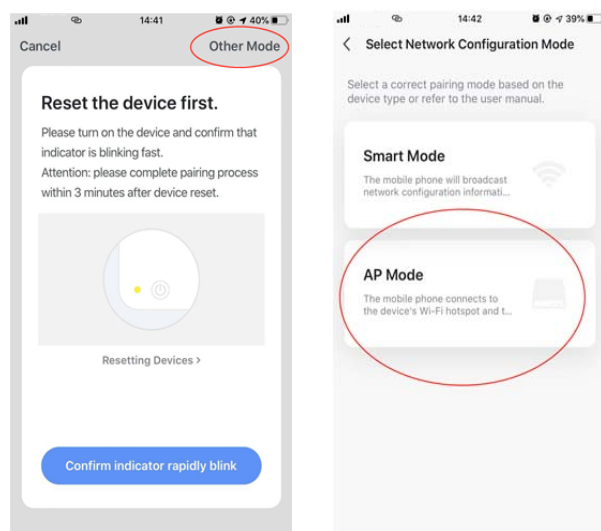 14:41
40%
Cancel
Other Mode
Reset the device first.
Please turn on the device and confirm that
indicator is blinking fast.
Attention: please complete pairing process
within 3 minutes after device reset.
Resetting Devices >
Confirm indicator rapidly blink
14:42
39%
< Select Network Configuration Mode
Select a correct pairing mode based on the
device type or refer to the user manual.
Smart Mode
The mobile phone will broadcast
network configuration informati...
AP Mode
The mobile phone connects to
the device's Wi-Fi hotspot and t...